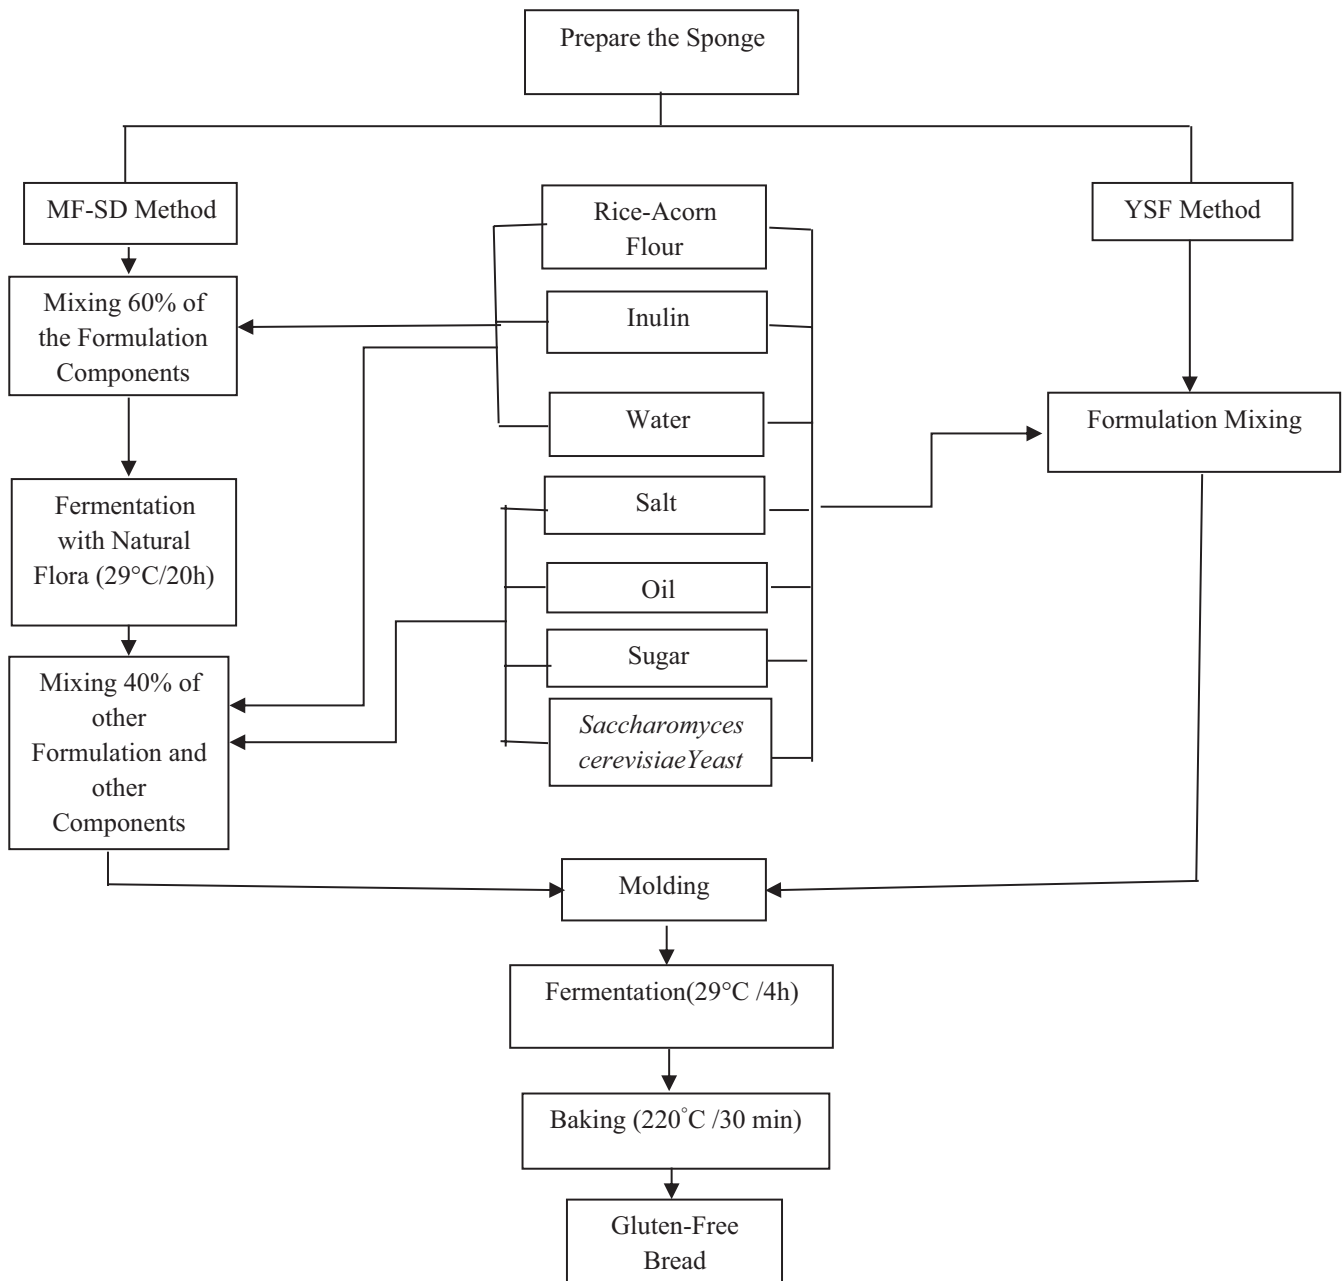 Prepare the Sponge
MF-SD Method
YSF Method
Rice-Acorn
Flour
Mixing 60% of
the Formulation
Components
Inulin
Water
Formulation Mixing
Fermentation
with Natural
Flora (29°C/20h)
Salt
Oil
Sugar
Saccharomyces
cerevisiaeYeast
Mixing 40% of
other
Formulation and
other
Components
Molding
Fermentation(29°C /4h)
Baking (220°C /30 min)
Gluten-Free
Bread